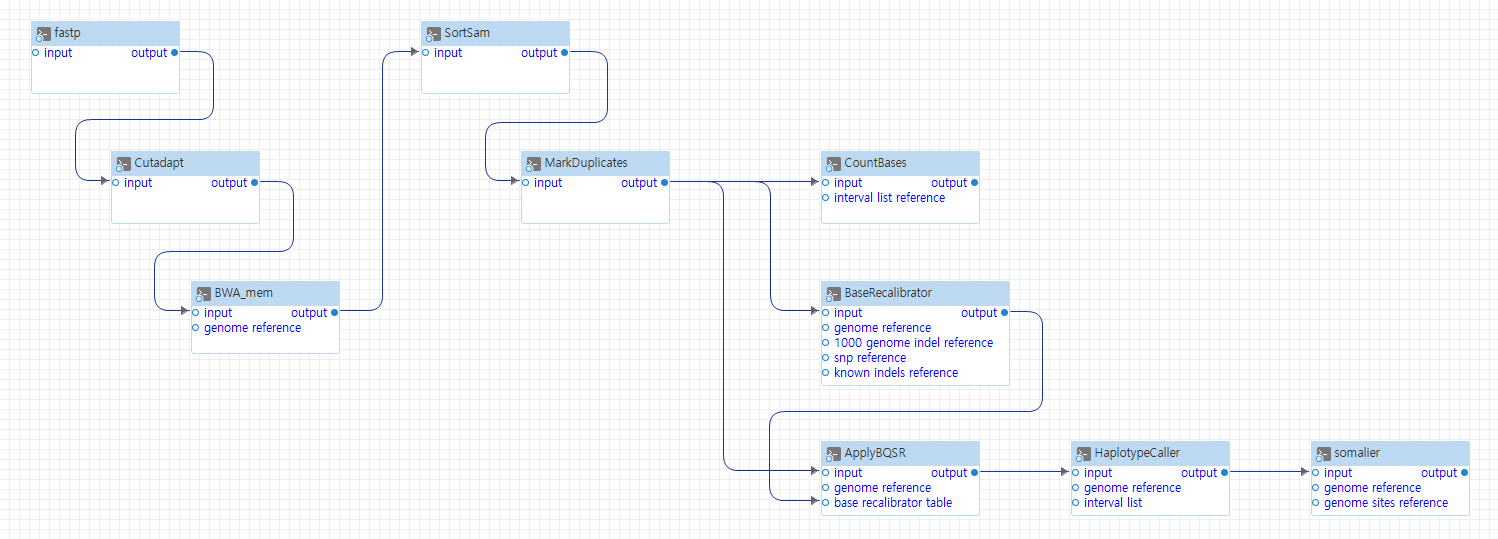 fastp
input output
SortSam
input output
Cutadapt
input output
MarkDuplicates
input output
CountBases
input output
interval list reference
BWA_mem
input output
genome reference
BaseRecalibrator
input output
genome reference
1000 genome indel reference
snp reference
known indels reference
ApplyBQSR
input output
genome reference
base recalibrator table
HaplotypeCaller
input output
genome reference
interval list
somalier
input output
genome reference
genome sites reference